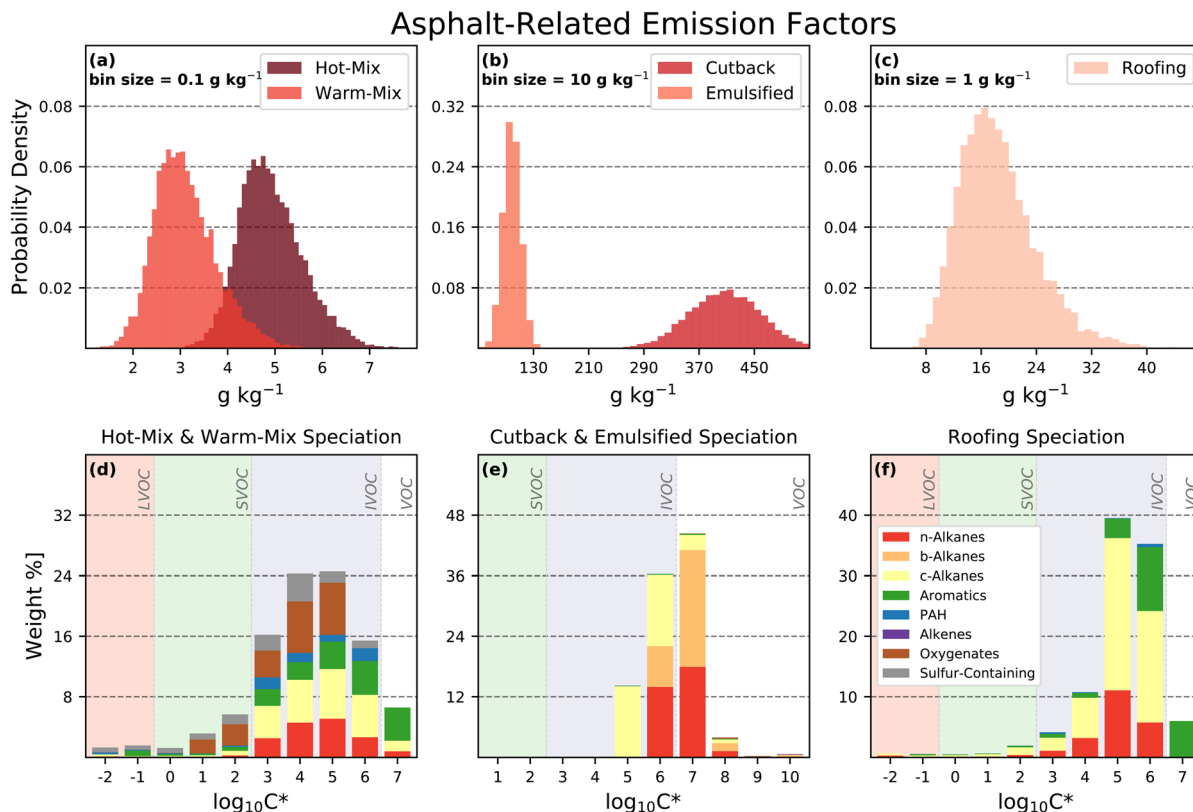 Asphalt-Related Emission Factors
(a)
bin size = 0.1 g kg⁻¹
Hot-Mix
Warm-Mix
Probability Density
0.08
0.06
0.04
0.02
2 3 4 5 6 7
g kg⁻¹
(b)
bin size = 10 g kg⁻¹
Cutback
Emulsified
0.32
0.24
0.16
0.08
130 210 290 370 450
g kg⁻¹
(c)
bin size = 1 g kg⁻¹
Roofing
0.08
0.06
0.04
0.02
8 16 24 32 40
g kg⁻¹
Hot-Mix & Warm-Mix Speciation
(d)
LVOC
SVOC
IVOC
VOC
Weight %]
32
24
16
8
-2 -1 0 1 2 3 4 5 6 7
log₁₀C*
Cutback & Emulsified Speciation
(e)
SVOC
IVOC
VOC
48
36
24
12
1 2 3 4 5 6 7 8 9 10
log₁₀C*
Roofing Speciation
(f)
LVOC
SVOC
IVOC
VOC
40
30
20
10
n-Alkanes
b-Alkanes
c-Alkanes
Aromatics
PAH
Alkenes
Oxygenates
Sulfur-Containing
-2 -1 0 1 2 3 4 5 6 7
log₁₀C*